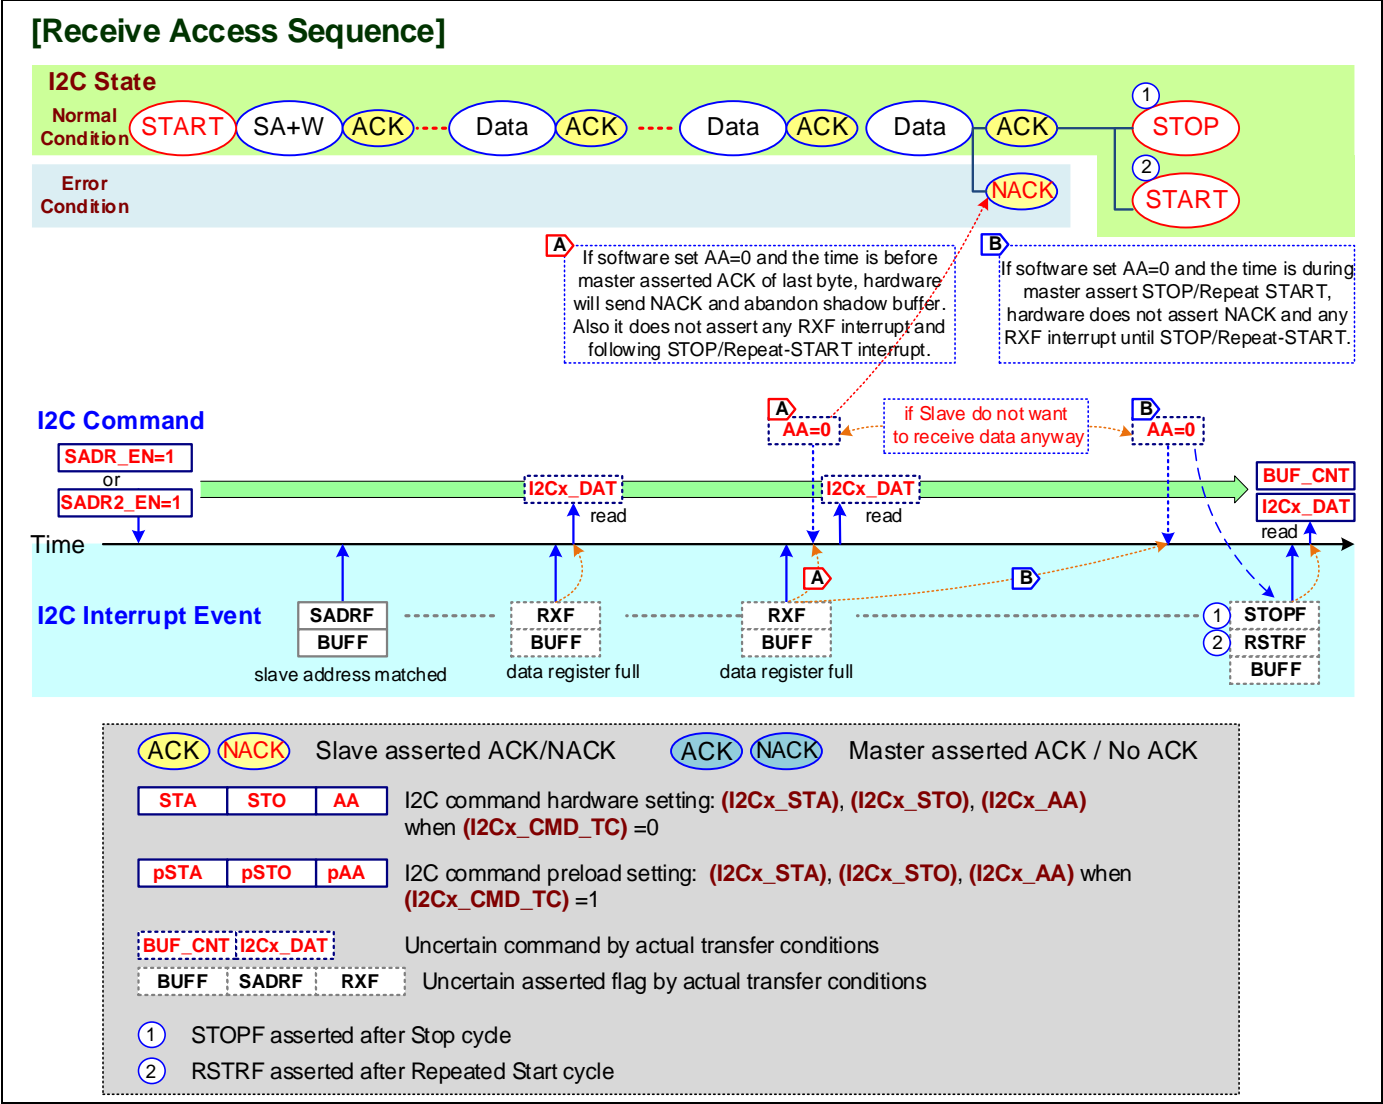 [Receive Access Sequence]
I2C State
Normal
Condition
START
SA+W
ACK
Data
ACK
Data
ACK
Data
ACK
1
STOP
2
START
Error
Condition
NACK
A
If software set AA=0 and the time is before
master asserted ACK of last byte, hardware
will send NACK and abandon shadow buffer.
Also it does not assert any RXF interrupt and
following STOP/Repeat-START interrupt.
B
If software set AA=0 and the time is during
master assert STOP/Repeat START,
hardware does not assert NACK and any
RXF interrupt until STOP/Repeat-START.
I2C Command
SADR_EN=1
or
SADR2_EN=1
I2Cx_DAT
read
A
AA=0
if Slave do not want
to receive data anyway
B
AA=0
I2Cx_DAT
read
BUF_CNT
I2Cx_DAT
read
Time
A
B
I2C Interrupt Event
SADRF
BUFF
slave address matched
RXF
BUFF
data register full
RXF
BUFF
data register full
1
STOPF
2
RSTRF
BUFF
ACK
NACK
Slave asserted ACK/NACK
ACK
NACK
Master asserted ACK / No ACK
STA
STO
AA
I2C command hardware setting: (I2Cx_STA), (I2Cx_STO), (I2Cx_AA)
when (I2Cx_CMD_TC) =0
pSTA
pSTO
pAA
I2C command preload setting: (I2Cx_STA), (I2Cx_STO), (I2Cx_AA) when
(I2Cx_CMD_TC) =1
BUF_CNT
I2Cx_DAT
Uncertain command by actual transfer conditions
BUFF
SADRF
RXF
Uncertain asserted flag by actual transfer conditions
1
STOPF asserted after Stop cycle
2
RSTRF asserted after Repeated Start cycle